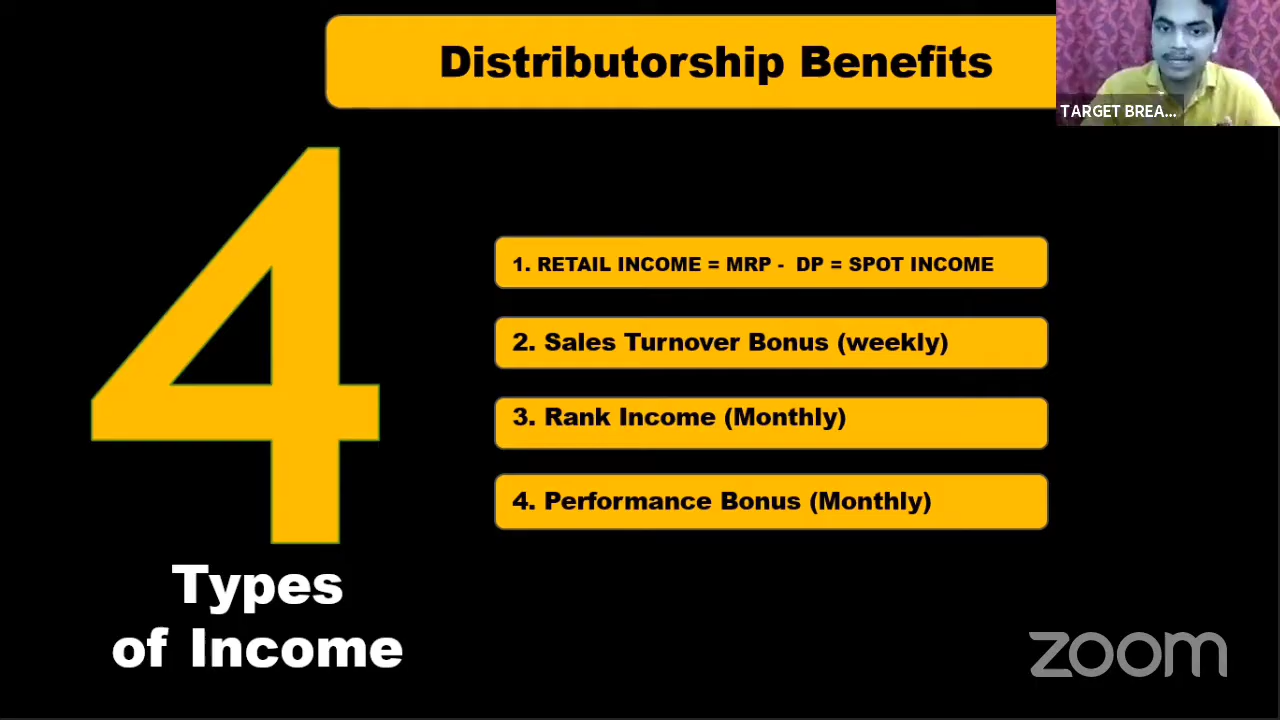 Distributorship Benefits
TARGET BREA...
4
1. RETAIL INCOME = MRP - DP = SPOT INCOME
2. Sales Turnover Bonus (weekly)
3. Rank Income (Monthly)
4. Performance Bonus (Monthly)
Types
of Income
zoom